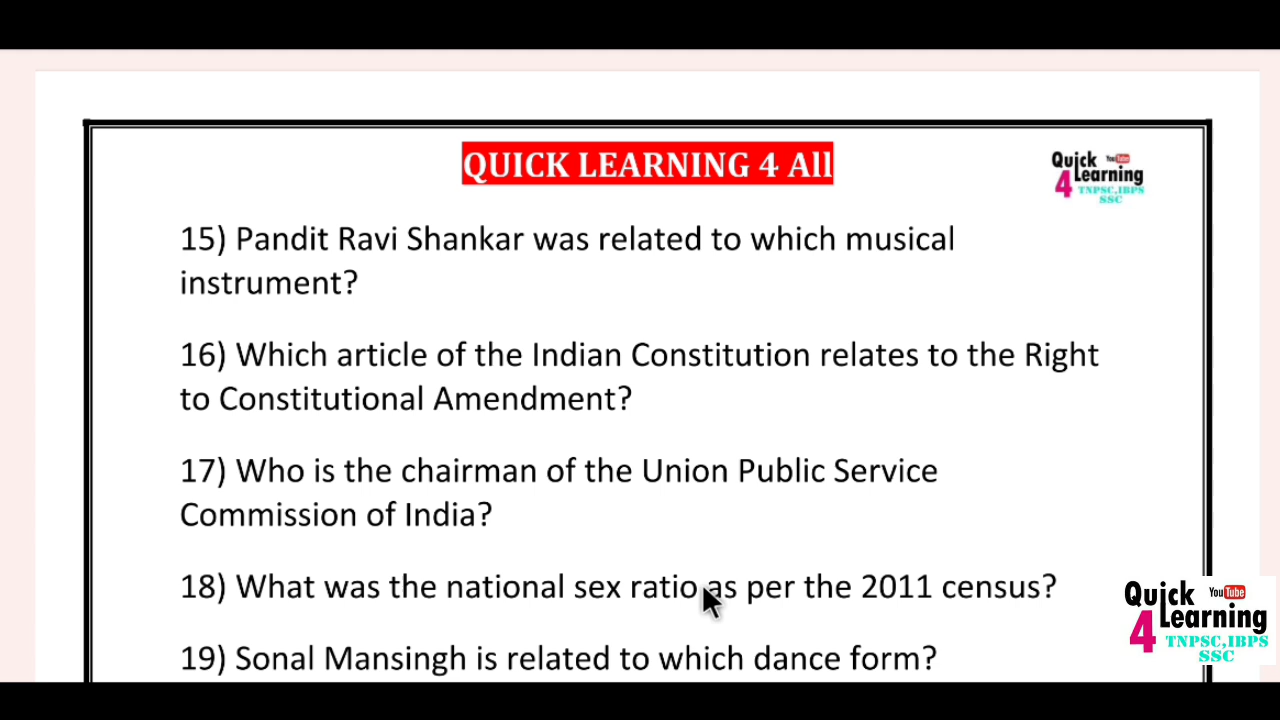 QUICK LEARNING 4 All
Quick YouTube
4 Learning
TNPSC,IBPS
SSC
15) Pandit Ravi Shankar was related to which musical
instrument?
16) Which article of the Indian Constitution relates to the Right
to Constitutional Amendment?
17) Who is the chairman of the Union Public Service
Commission of India?
18) What was the national sex ratio as per the 2011 census?
19) Sonal Mansingh is related to which dance form?
Quick YouTube
4 Learning
TNPSC,IBPS
SSC